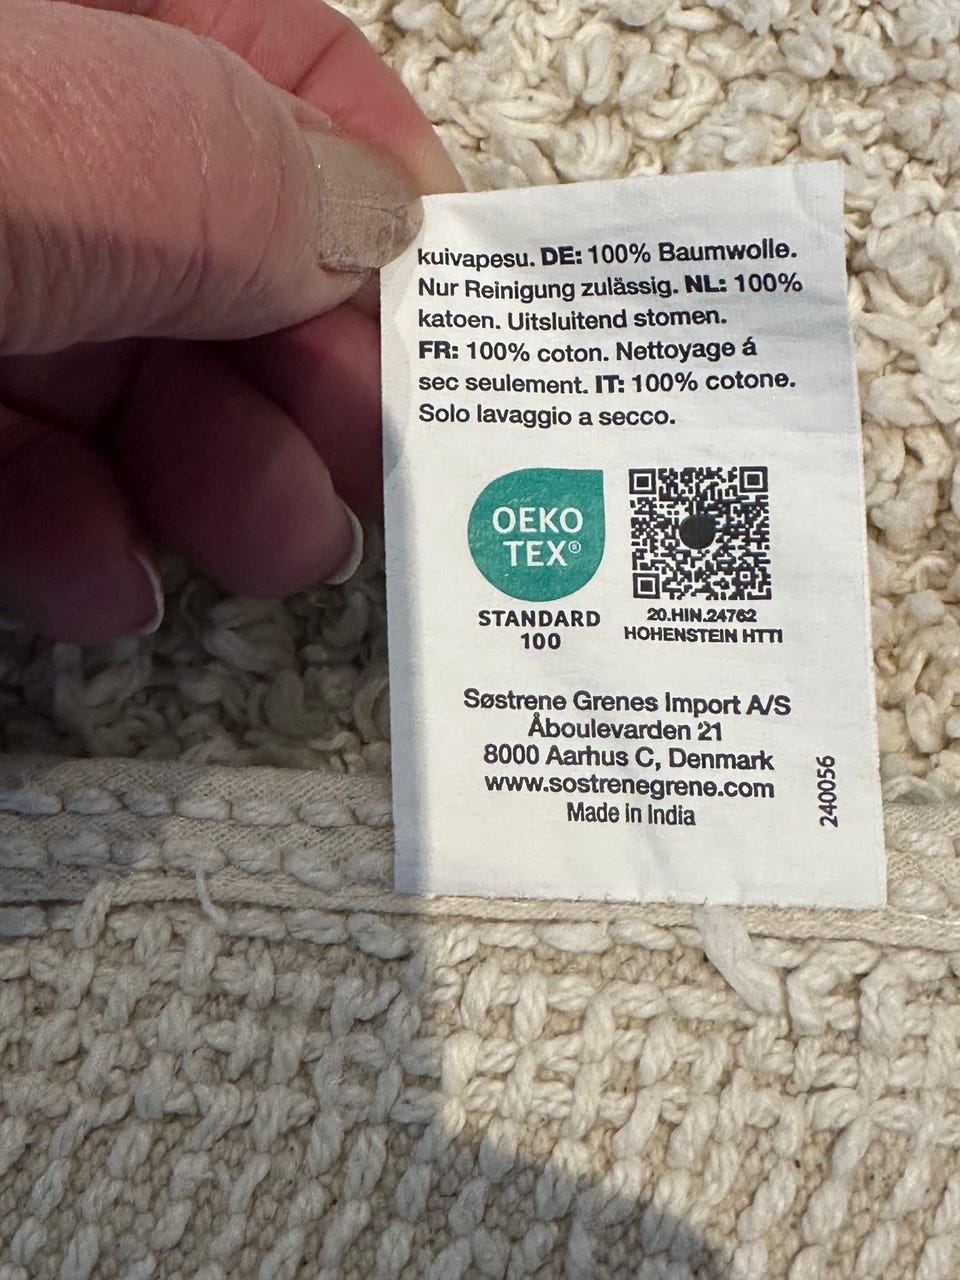 kuivapesu. DE: 100% Baumwolle.
Nur Reinigung zulässig. NL: 100%
katoen. Uitsluitend stomen.
FR: 100% coton. Nettoyage á
sec seulement. IT: 100% cotone.
Solo lavaggio a secco.
OEKO
TEX®
STANDARD
100
20.HIN.24762
HOHENSTEIN HTTI
Søstrene Grenes Import A/S
Åboulevarden 21
8000 Aarhus C, Denmark
www.sostrenegrene.com
Made in India
240056